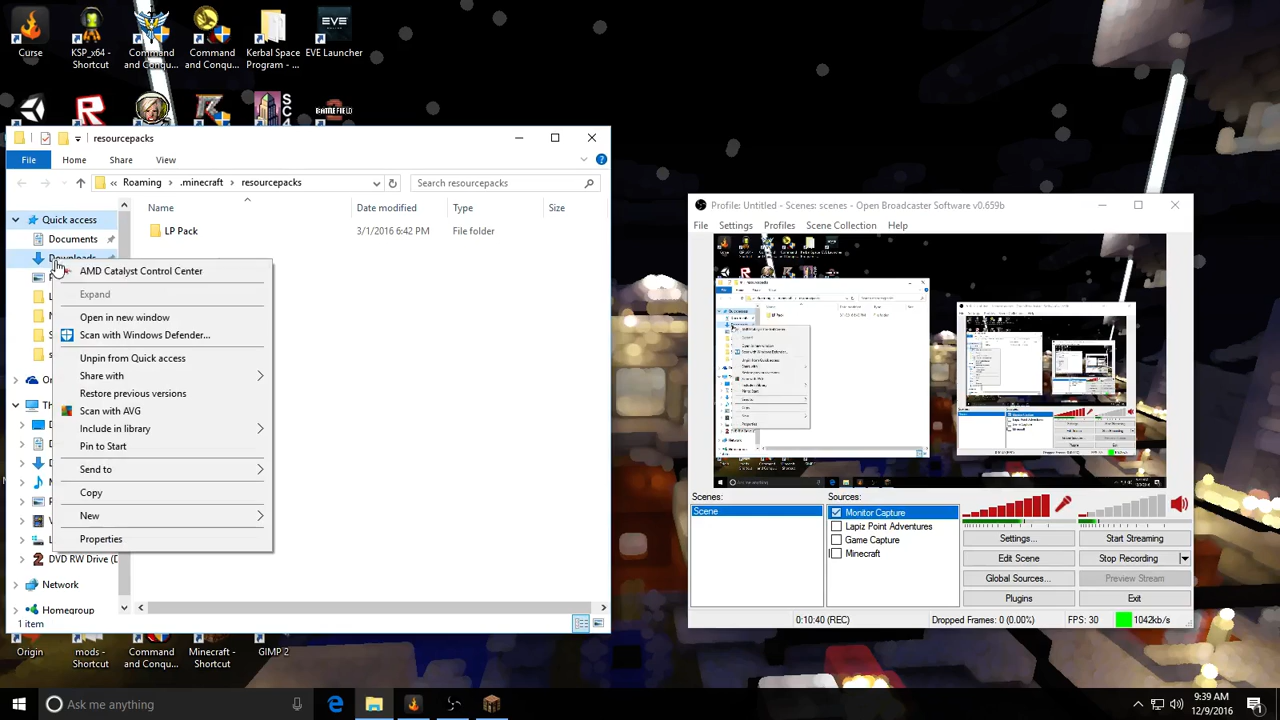 Curse
KSP_x64 -
Shortcut
Command
and Conqu...
Command
and Conqu...
Kerbal Space
Program - ...
EVE Launcher
EVE
BATTLEFIELD
resourcepacks
File
Home
Share
View
« Roaming > .minecraft > resourcepacks
Search resourcepacks
Quick access
Documents
Downloads
Name
Date modified
Type
Size
LP Pack
3/1/2016 6:42 PM
File folder
AMD Catalyst Control Center
Expand
Open in new window
Scan with Windows Defender...
Unpin from Quick access
Share with
Restore previous versions
Scan with AVG
Include in library
Pin to Start
Send to
Copy
New
Properties
DVD RW Drive (D
Network
Homegroup
1 item
Origin
mods -
Shortcut
Command
and Conqu...
Minecraft -
Shortcut
GIMP 2
Profile: Untitled - Scenes: scenes - Open Broadcaster Software v0.659b
File
Settings
Profiles
Scene Collection
Help
Scenes:
Scene
Sources:
Monitor Capture
Lapiz Point Adventures
Game Capture
Minecraft
Settings...
Start Streaming
Edit Scene
Stop Recording
Global Sources...
Preview Stream
Plugins
Exit
0:10:40 (REC)
Dropped Frames: 0 (0.00%)
FPS: 30
1042kb/s
Ask me anything
9:39 AM
12/9/2016